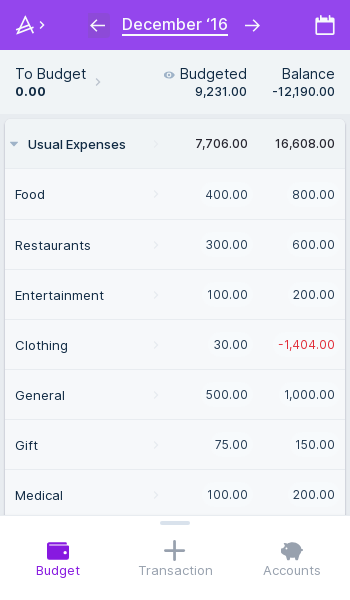 December ‘16
To Budget Budgeted Balance
0.00 9,231.00 -12,190.00
Usual Expenses 7,706.00 16,608.00
Food 400.00 800.00
Restaurants 300.00 600.00
Entertainment 100.00 200.00
Clothing 30.00 -1,404.00
General 500.00 1,000.00
Gift 75.00 150.00
Medical 100.00 200.00
Budget Transaction Accounts